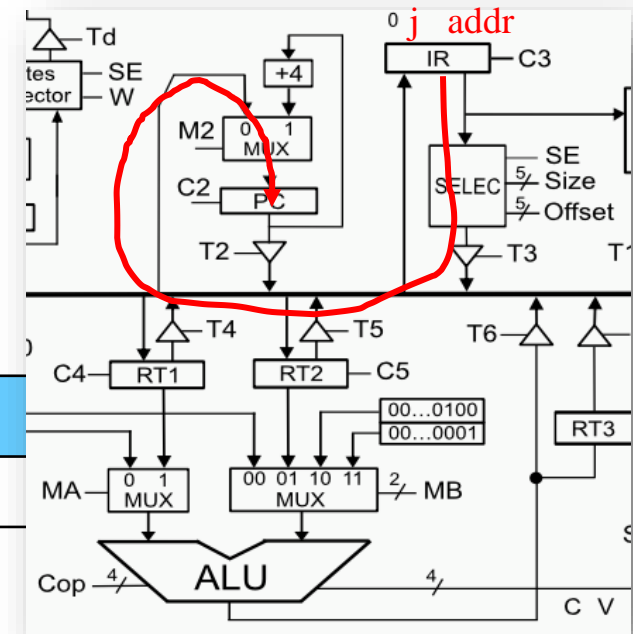 0 j addr
Td
IR
C3
tes
SE
+4
ector
W
M2
0 1
MUX
SE
C2
PC
SELEC
5 Size
5 Offset
T2
T3
T1
T4
T5
T6
C4
RT1
RT2
C5
00...0100
00...0001
RT3
0 1
00 01 10 11
MA
MUX
MUX
2
MB
Cop
4
ALU
4
C V